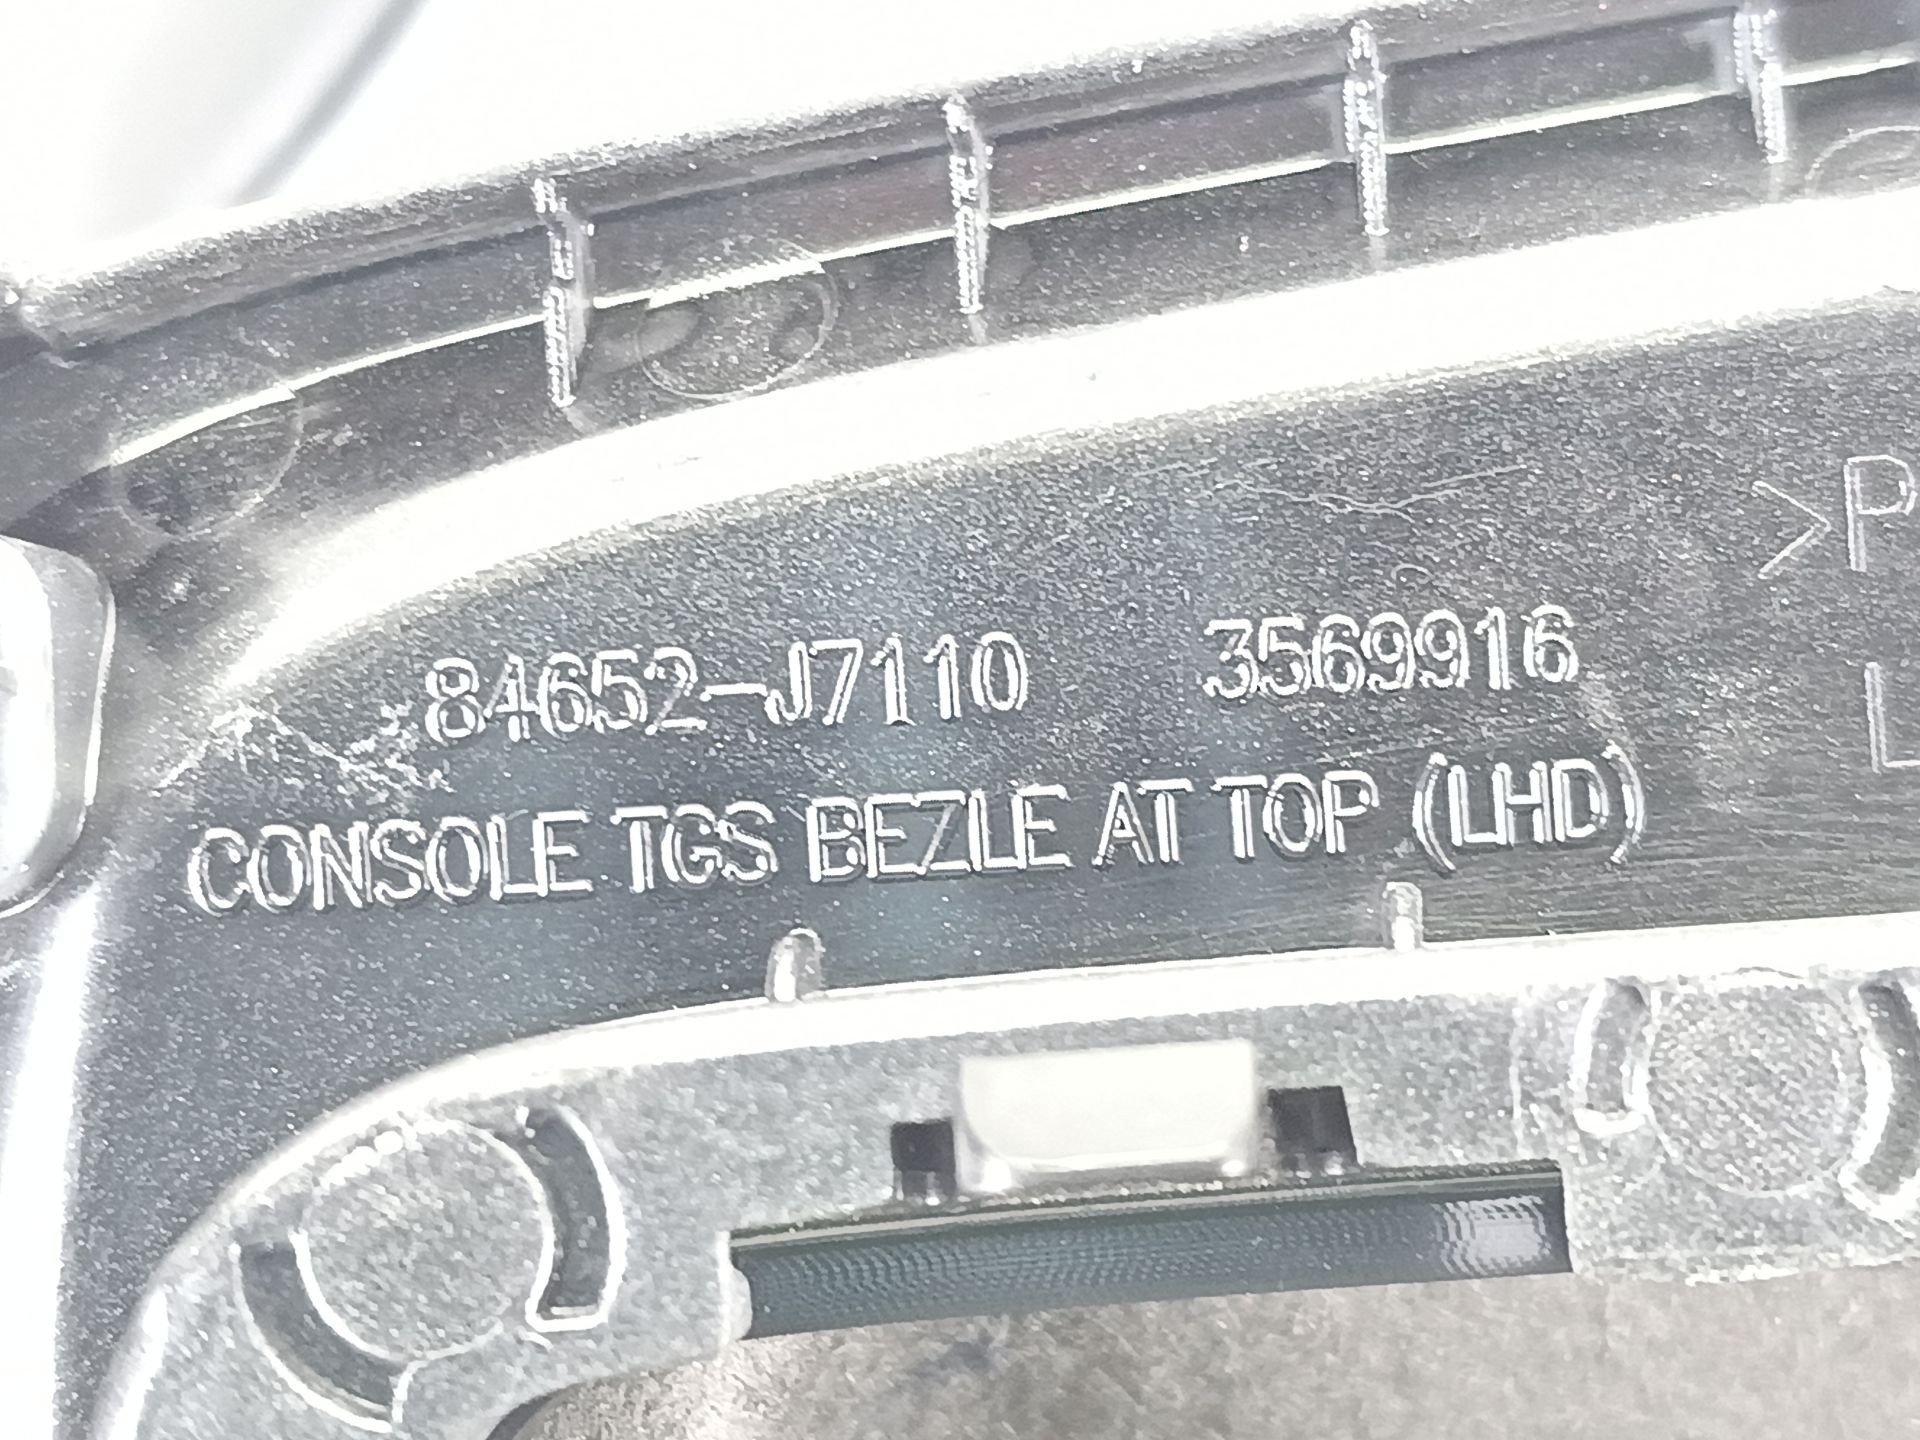 >P
84652-J7110 3569916
L
CONSOLE TGS BEZLE AT TOP (LHD)